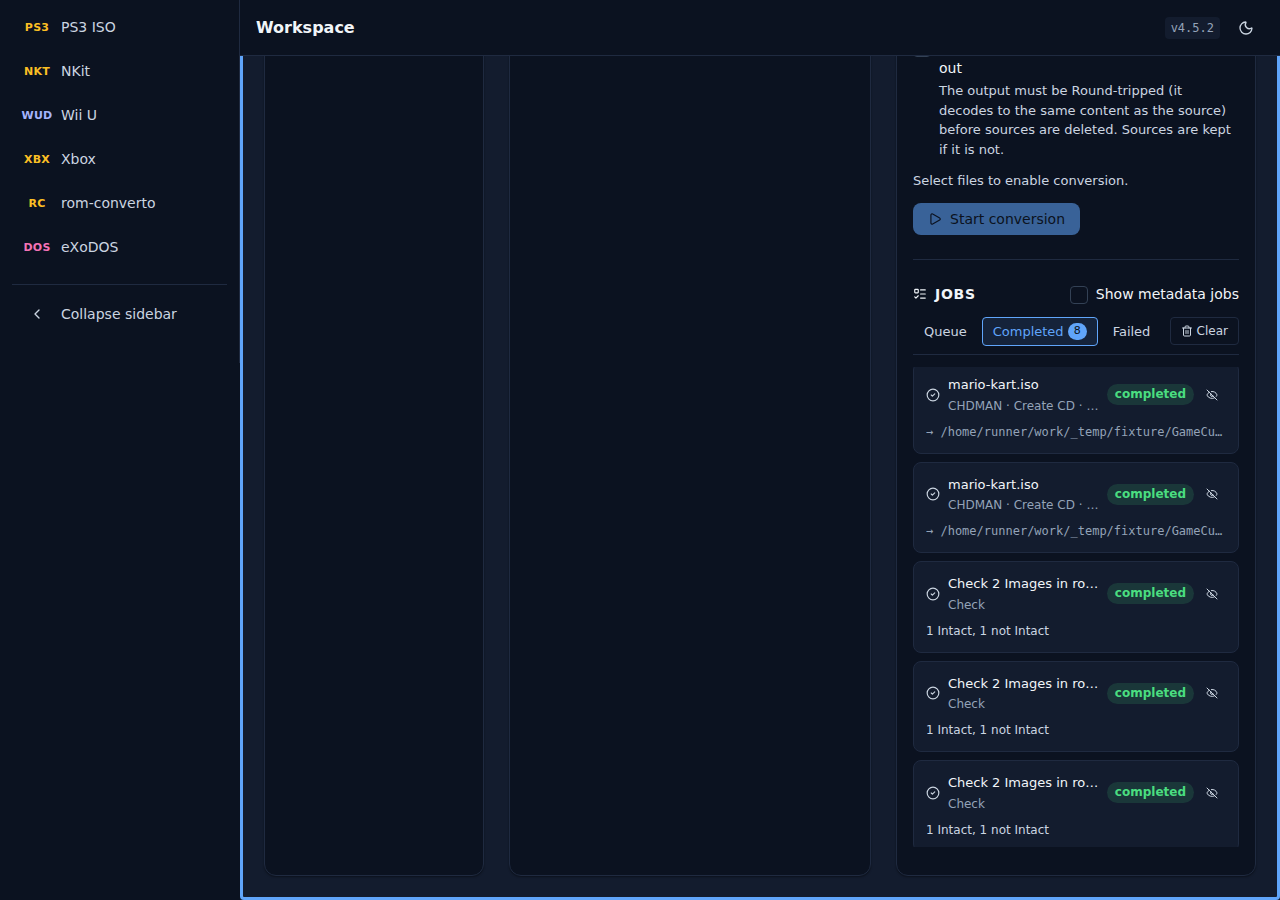 PS3 PS3 ISO
NKT NKit
WUD Wii U
XBX Xbox
RC rom-converto
DOS eXoDOS
Collapse sidebar
Workspace
v4.5.2
out
The output must be Round-tripped (it
decodes to the same content as the source)
before sources are deleted. Sources are kept
if it is not.
Select files to enable conversion.
Start conversion
JOBS
Show metadata jobs
Queue
Completed 8
Failed
Clear
mario-kart.iso
completed
CHDMAN · Create CD · …
→ /home/runner/work/_temp/fixture/GameCu…
mario-kart.iso
completed
CHDMAN · Create CD · …
→ /home/runner/work/_temp/fixture/GameCu…
Check 2 Images in ro…
completed
Check
1 Intact, 1 not Intact
Check 2 Images in ro…
completed
Check
1 Intact, 1 not Intact
Check 2 Images in ro…
completed
Check
1 Intact, 1 not Intact